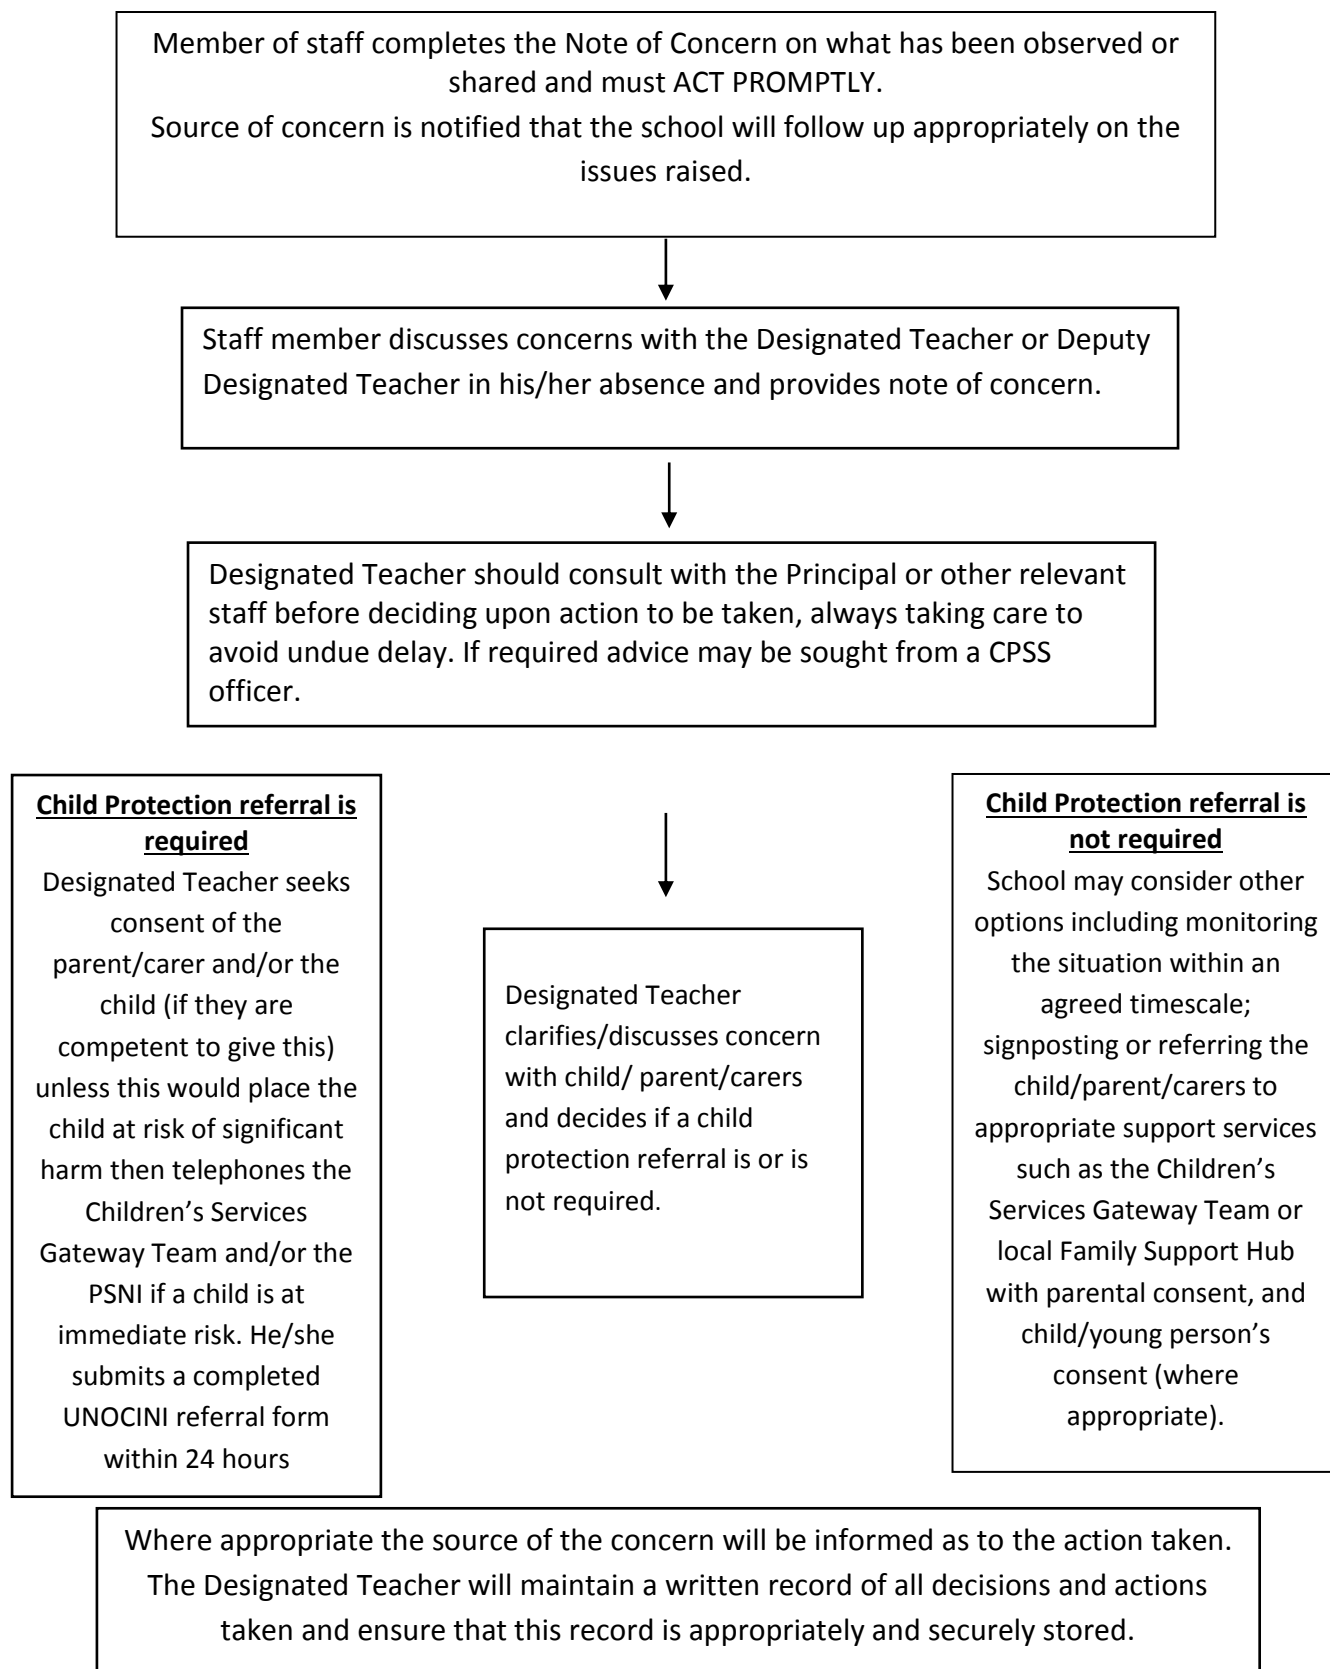 Member of staff completes the Note of Concern on what has been observed or
shared and must ACT PROMPTLY.
Source of concern is notified that the school will follow up appropriately on the
issues raised.
Staff member discusses concerns with the Designated Teacher or Deputy
Designated Teacher in his/her absence and provides note of concern.
Designated Teacher should consult with the Principal or other relevant
staff before deciding upon action to be taken, always taking care to
avoid undue delay. If required advice may be sought from a CPSS
officer.
Child Protection referral is
required
Designated Teacher seeks
consent of the
parent/carer and/or the
child (if they are
competent to give this)
unless this would place the
child at risk of significant
harm then telephones the
Children’s Services
Gateway Team and/or the
PSNI if a child is at
immediate risk. He/she
submits a completed
UNOCINI referral form
within 24 hours
Designated Teacher
clarifies/discusses concern
with child/ parent/carers
and decides if a child
protection referral is or is
not required.
Child Protection referral is
not required
School may consider other
options including monitoring
the situation within an
agreed timescale;
signposting or referring the
child/parent/carers to
appropriate support services
such as the Children’s
Services Gateway Team or
local Family Support Hub
with parental consent, and
child/young person’s
consent (where
appropriate).
Where appropriate the source of the concern will be informed as to the action taken.
The Designated Teacher will maintain a written record of all decisions and actions
taken and ensure that this record is appropriately and securely stored.